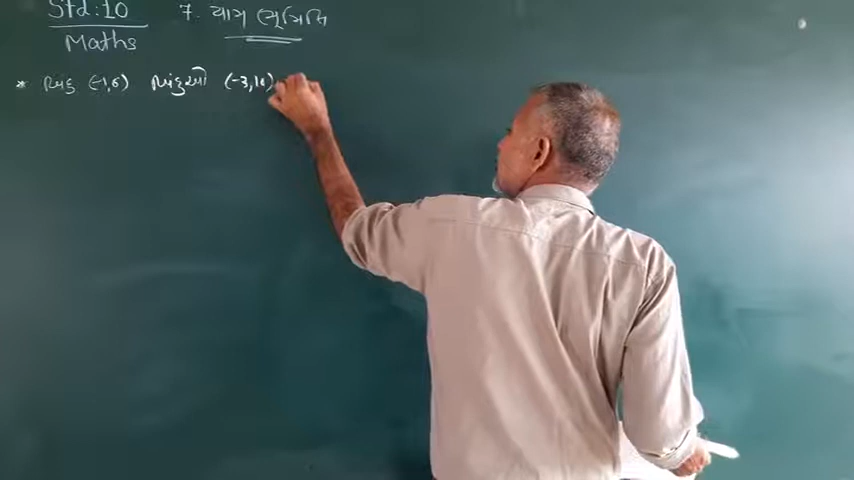 Std:10
Maths
7. યામ ભૂમિતિ
* બિંદુ (-1,6) બિંદુઓ (-3,10)